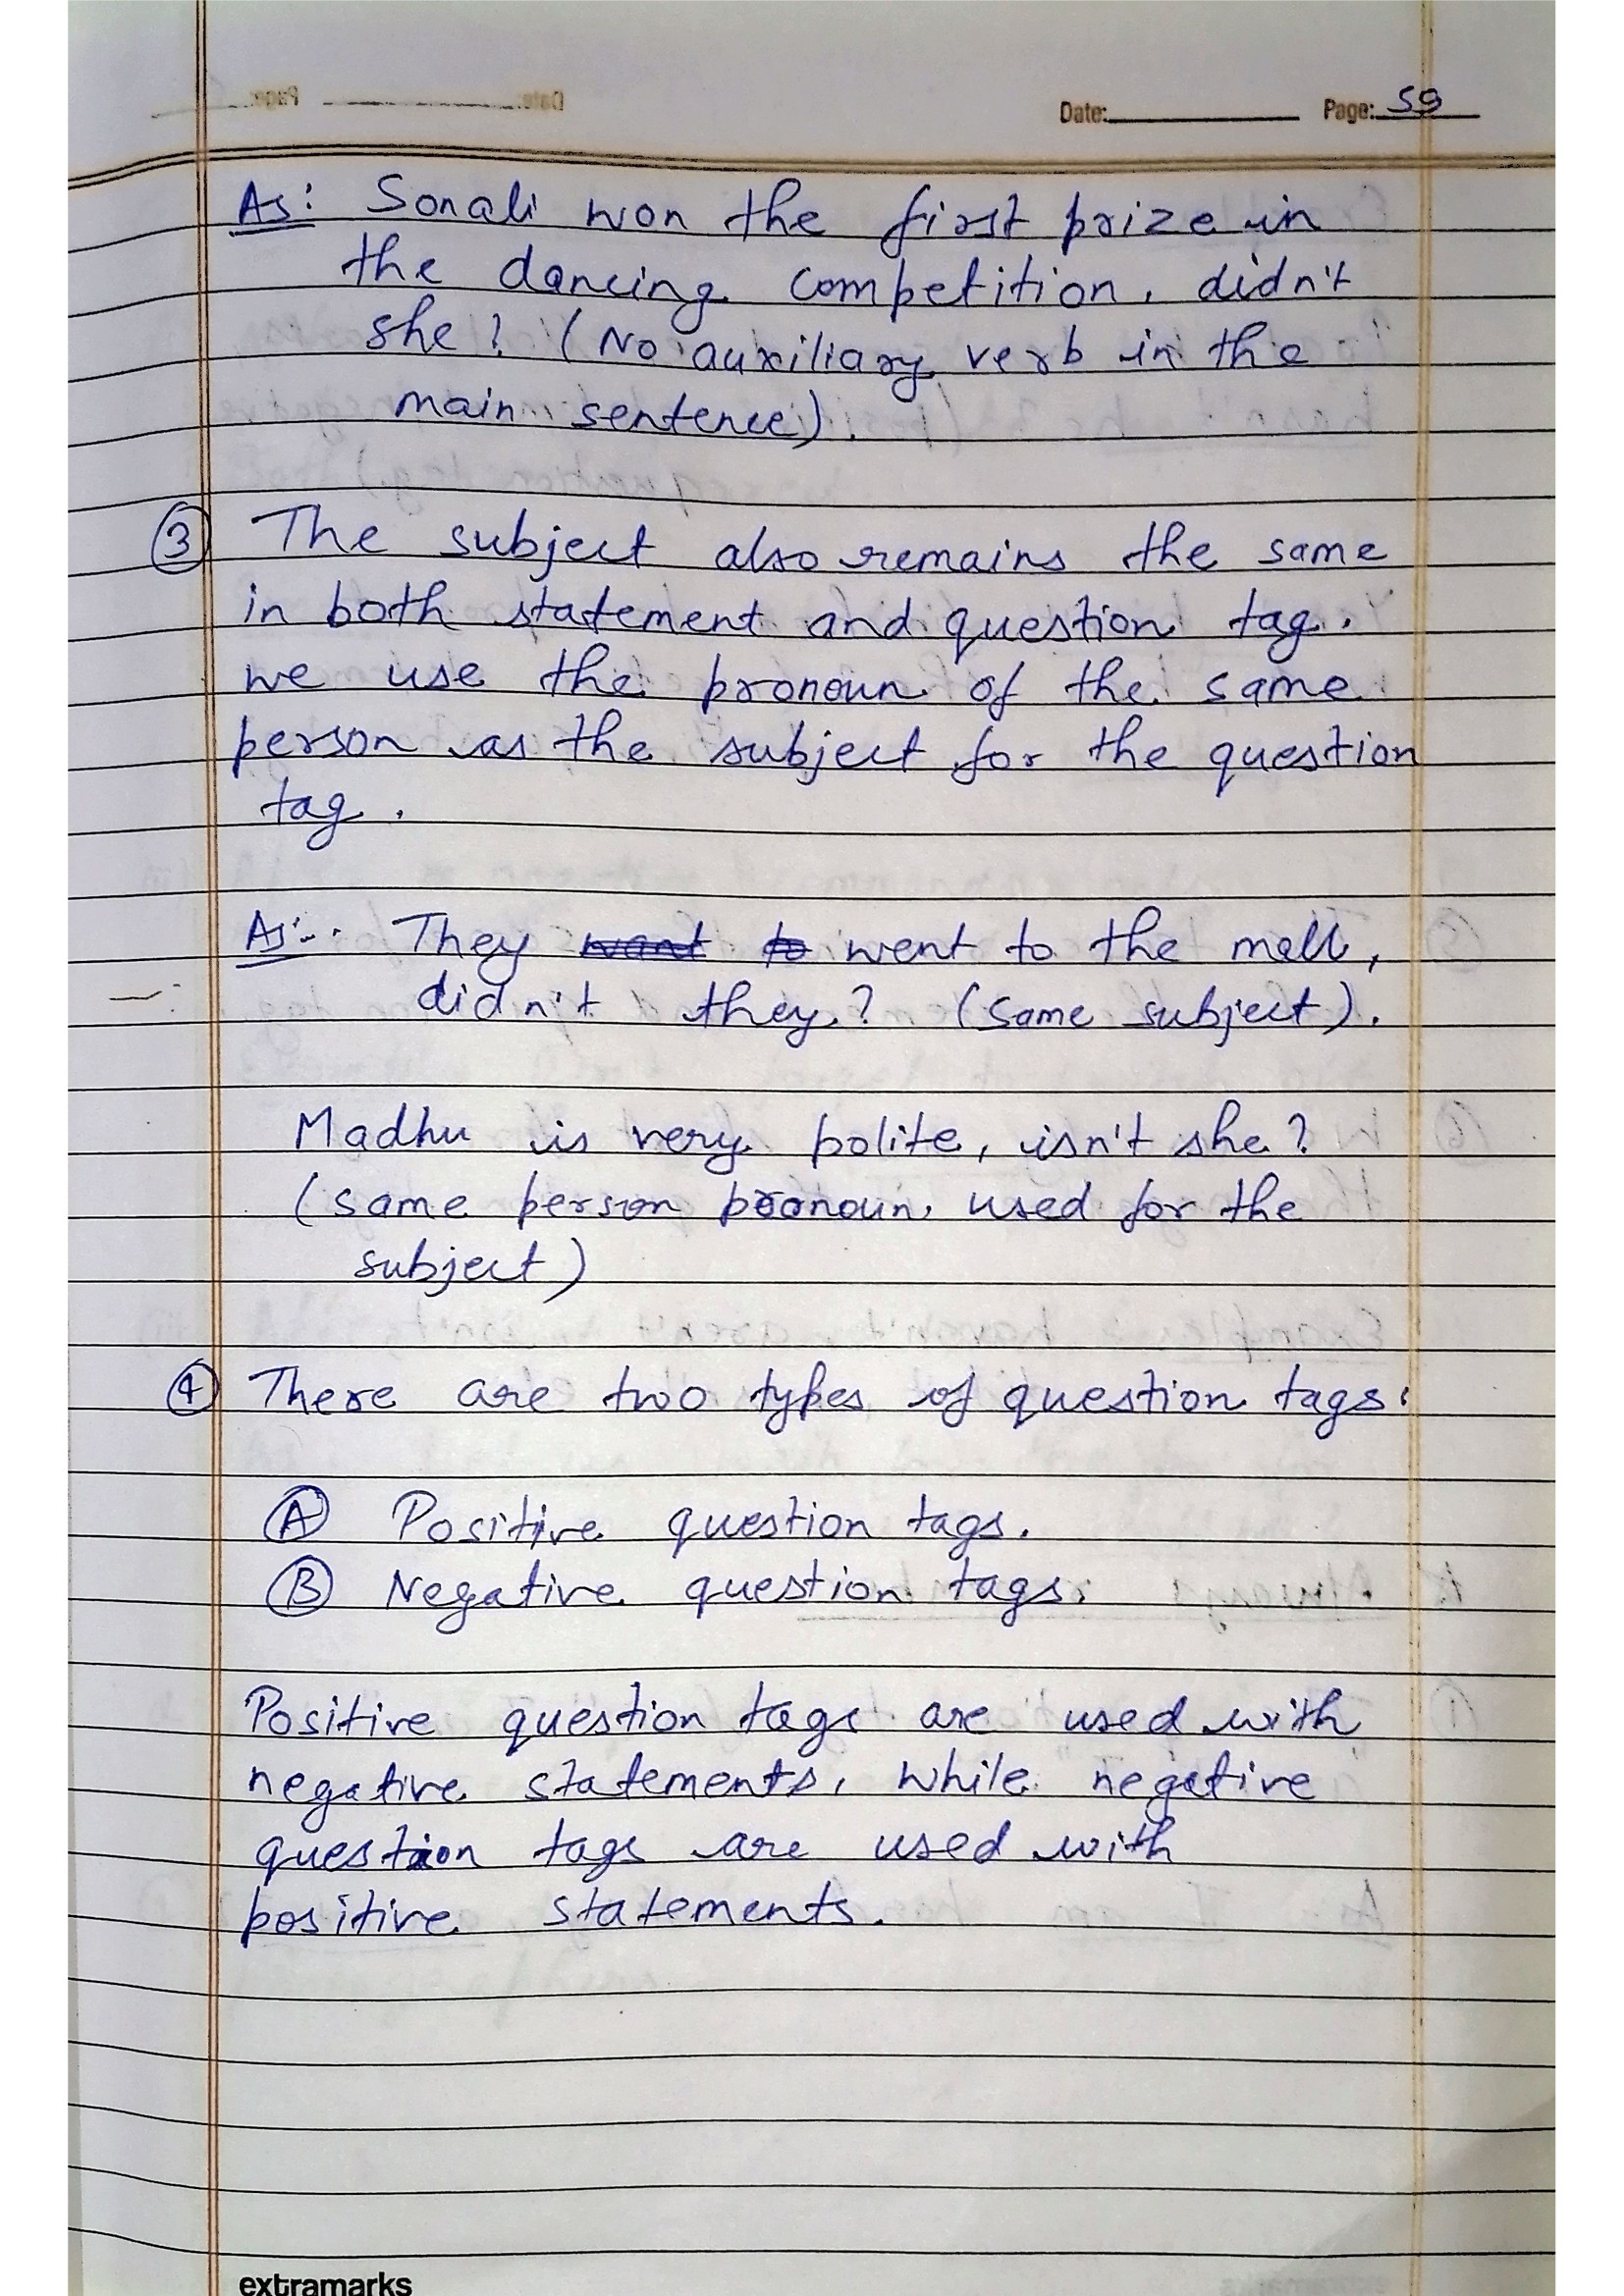 Date: Page: 59
As: Sonali won the first prize in
the dancing competition, didn't
she? (No auxiliary verb in the
main sentence).
③ The subject also remains the same
in both statement and question tag.
we use the pronoun of the same
person as the subject for the question
tag.
As:- They want to went to the mall,
didn't they? (Same subject).
Madhu is very polite, isn't she?
(same person pronoun used for the
subject)
④ There are two types of question tags:
Ⓐ Positive question tags.
Ⓑ Negative question tags.
Positive question tags are used with
negative statements, while negative
question tags are used with
positive statements.
extramarks